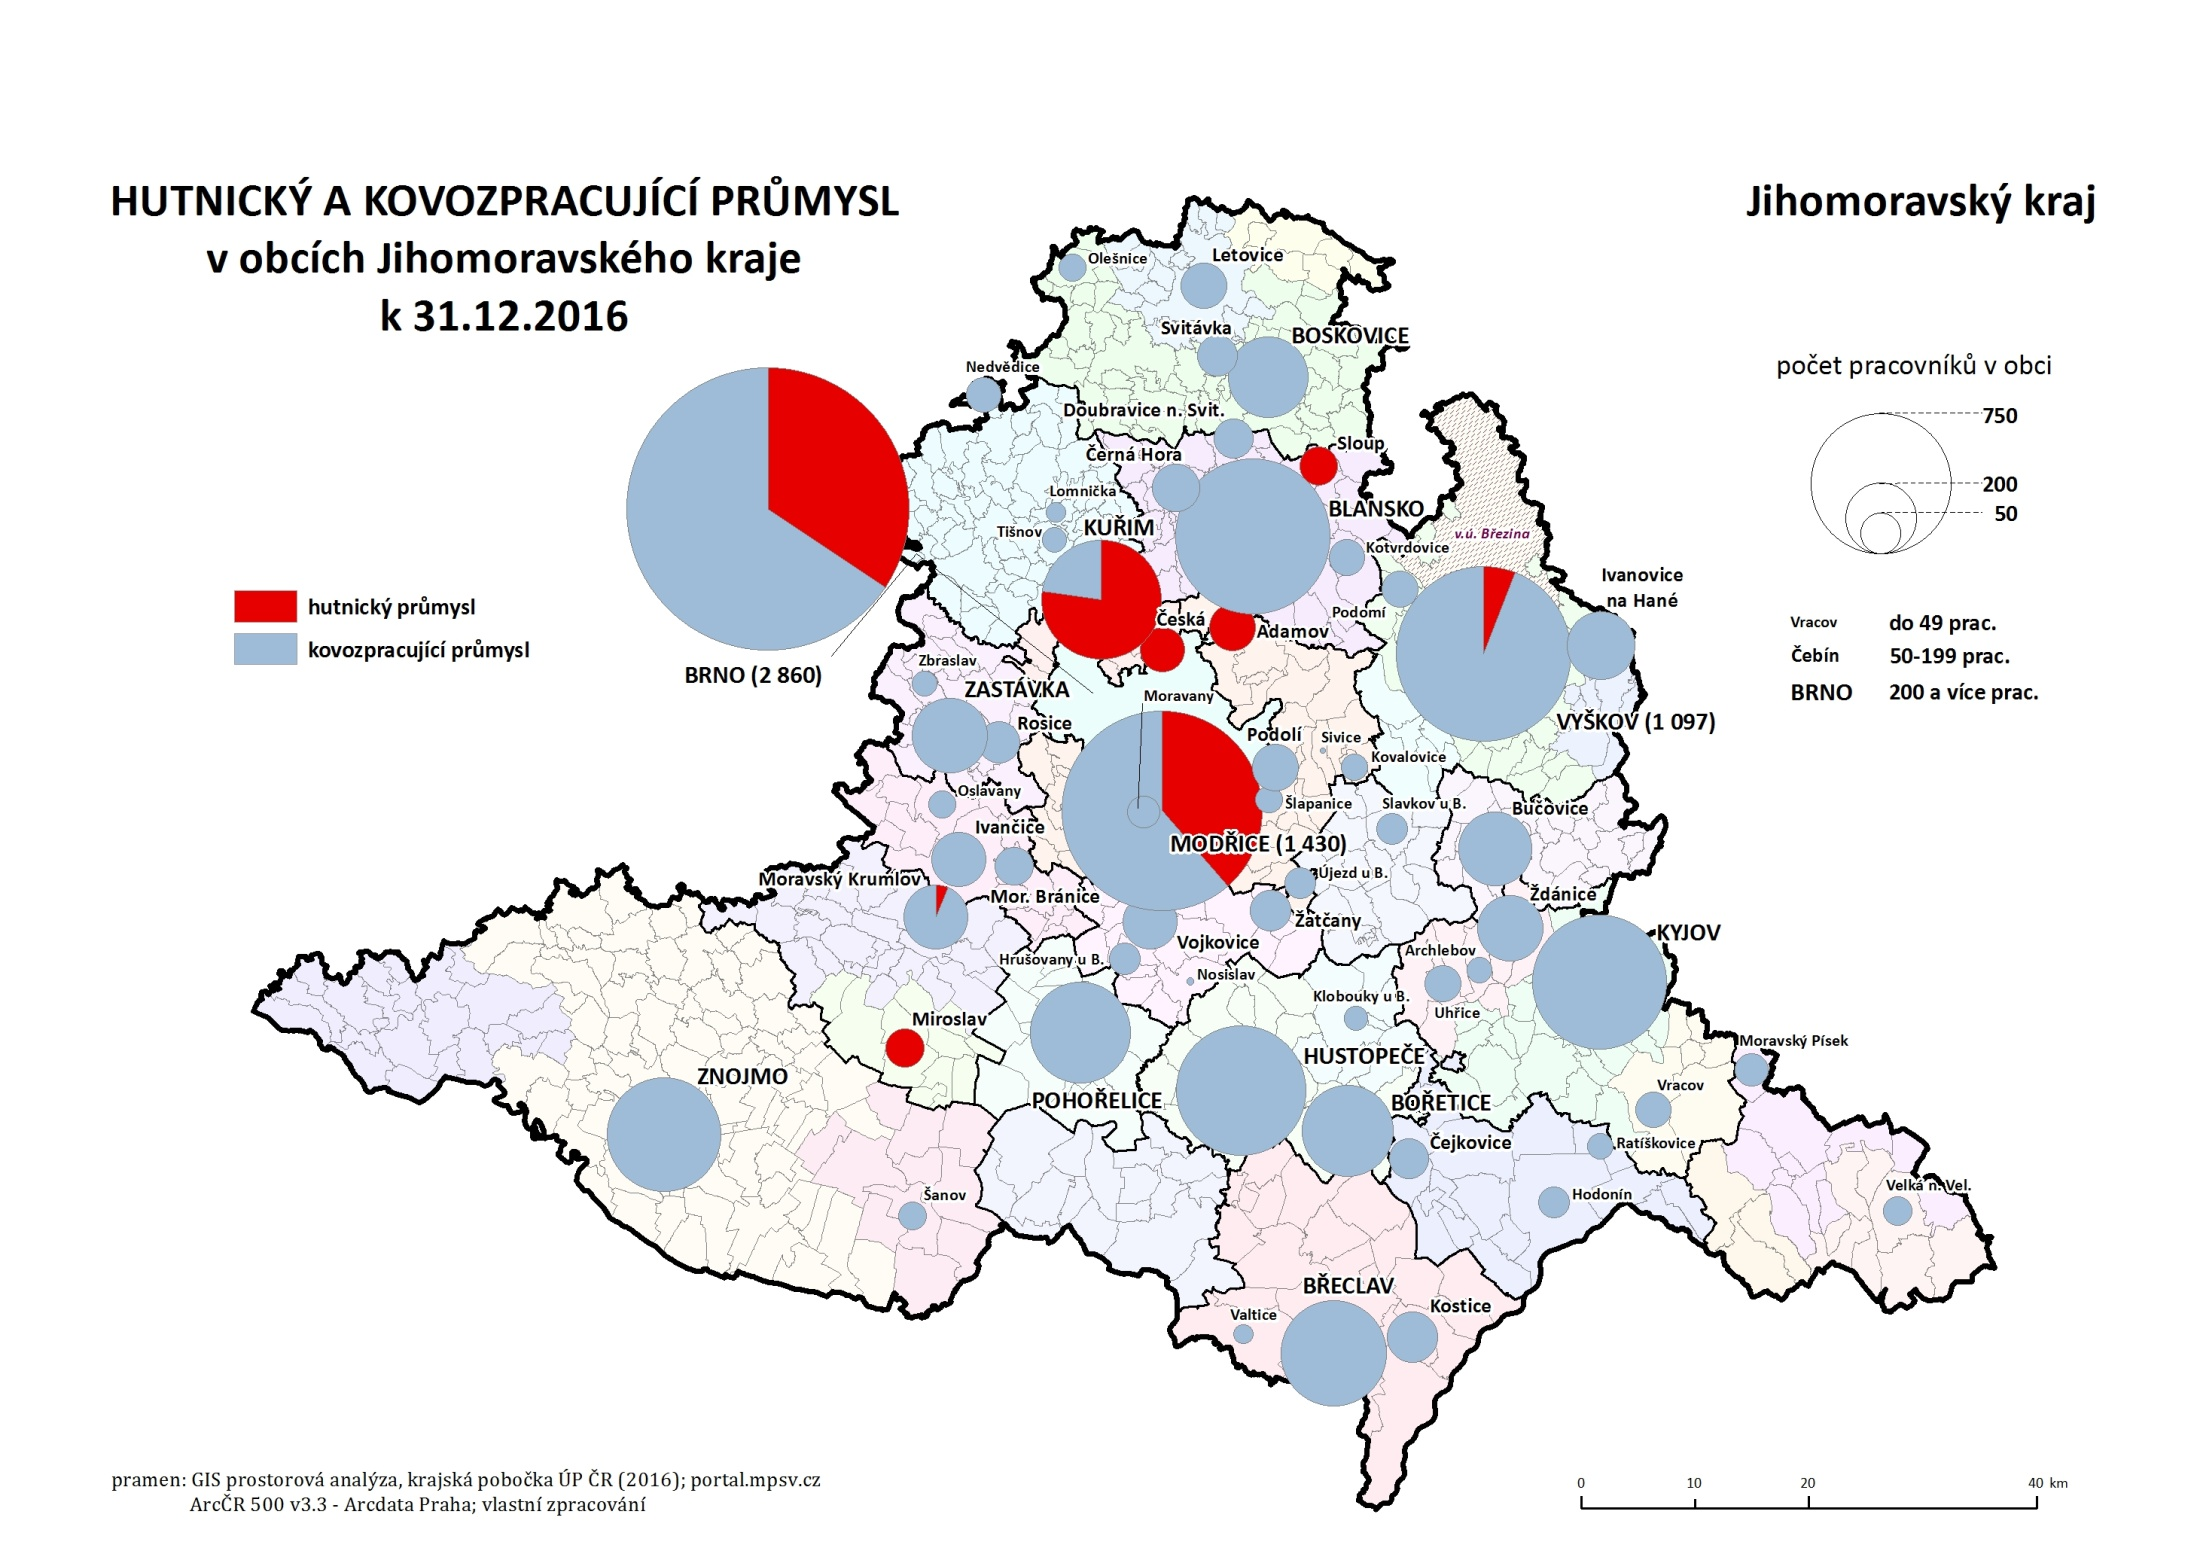 HUTNICKÝ A KOVOZPRACUJÍCÍ PRŮMYSL
v obcích Jihomoravského kraje
k 31.12.2016
Jihomoravský kraj
počet pracovníků v obci
750
200
50
Vracov do 49 prac.
Čebín 50-199 prac.
BRNO 200 a více prac.
hutnický průmysl
kovozpracující průmysl
Olešnice
Letovice
Svitávka
BOSKOVICE
Nedvědice
Doubravice n. Svit.
Sloup
Černá Hora
Lomnička
BLANSKO
Tišnov
KUŘIM
v.ú. Březina
Kotvrdovice
Ivanovice
na Hané
Podomí
Česká
Adamov
BRNO (2 860)
Zbraslav
ZASTÁVKA
Moravany
Rosice
VYŠKOV (1 097)
Podolí
Sivice
Kovalovice
Oslavany
Šlapanice
Slavkov u B.
Bučovice
Ivančice
MODŘICE (1 430)
Moravský Krumlov
Újezd u B.
Mor. Bránice
Ždánice
Žatčany
KYJOV
Vojkovice
Archlebov
Hrušovany u B.
Nosislav
Klobouky u B.
Uhřice
Miroslav
Moravský Písek
HUSTOPEČE
ZNOJMO
Vracov
POHOŘELICE
BOŘETICE
Čejkovice
Ratíškovice
Šanov
Hodonín
Velká n. Vel.
BŘECLAV
Valtice
Kostice
pramen: GIS prostorová analýza, krajská pobočka ÚP ČR (2016); portal.mpsv.cz
ArcČR 500 v3.3 - Arcdata Praha; vlastní zpracování
0 10 20 40 km